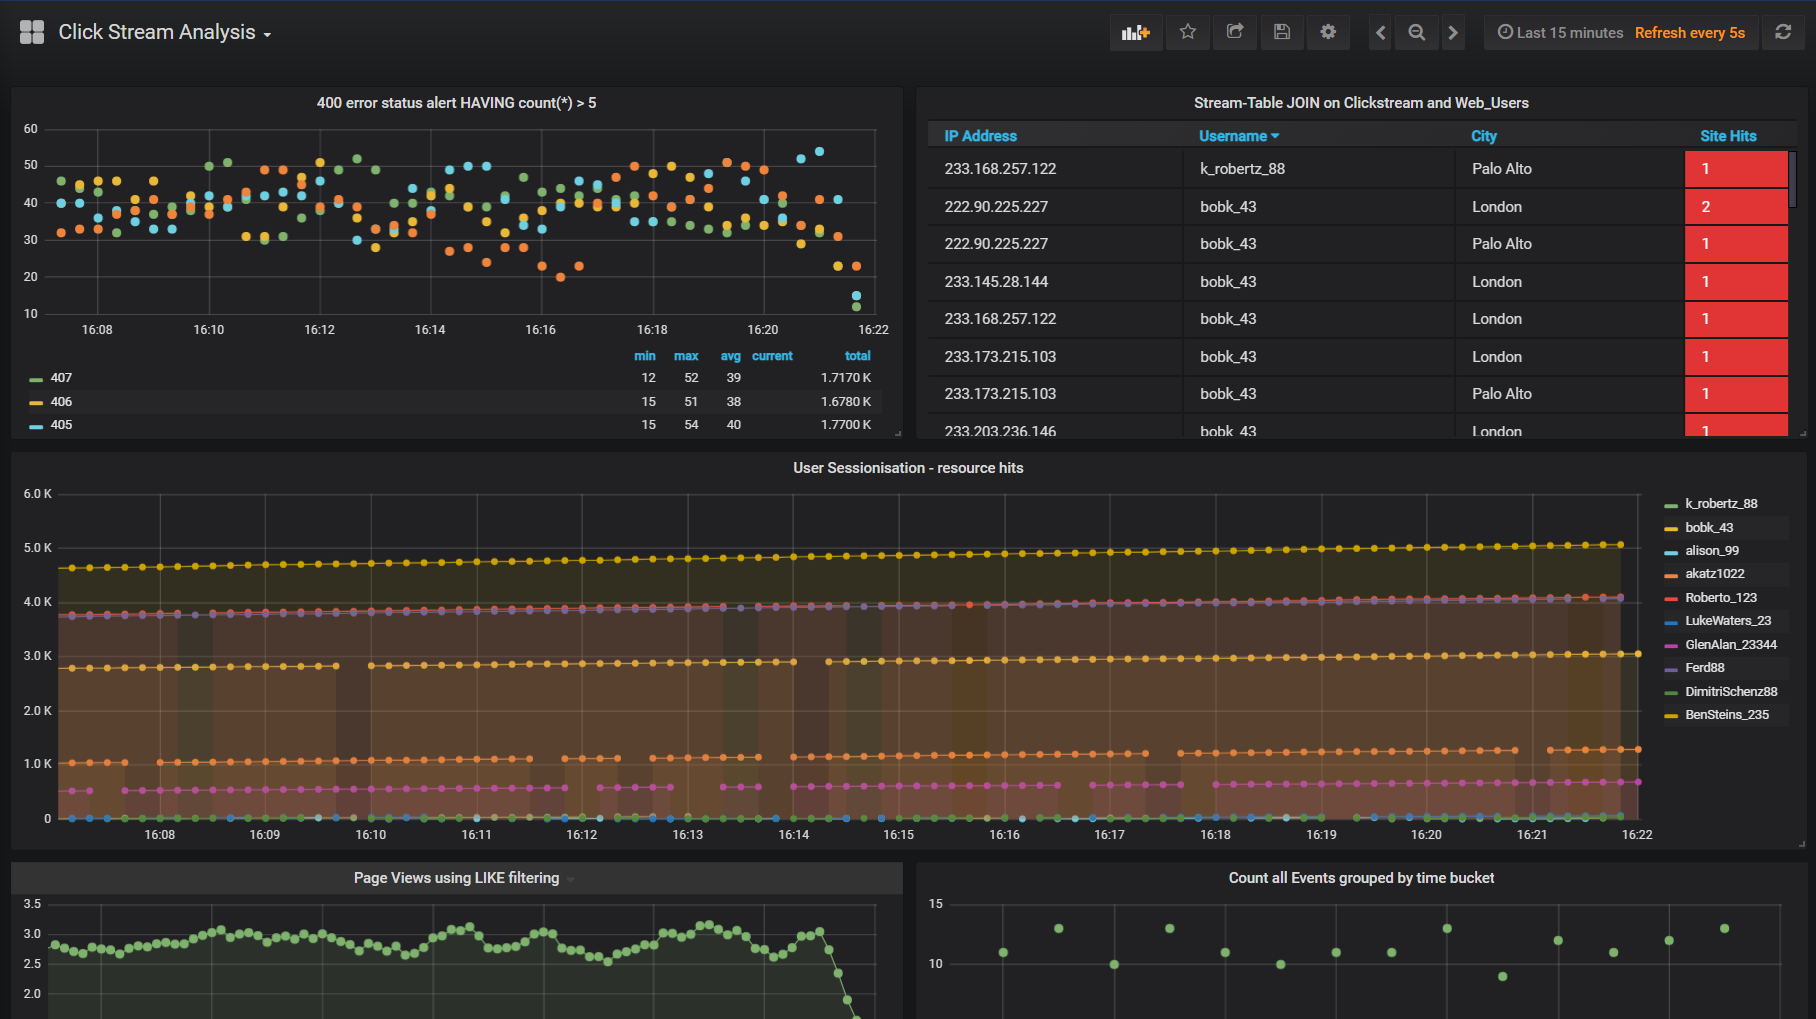 Click Stream Analysis
Last 15 minutes Refresh every 5s
400 error status alert HAVING count(*) > 5
60
50
40
30
20
10
16:08 16:10 16:12 16:14 16:16 16:18 16:20 16:22
min max avg current total
407 12 52 39 1.7170 K
406 15 51 38 1.6780 K
405 15 54 40 1.7700 K
Stream-Table JOIN on Clickstream and Web_Users
IP Address Username City Site Hits
233.168.257.122 k_robertz_88 Palo Alto 1
222.90.225.227 bobk_43 London 2
222.90.225.227 bobk_43 Palo Alto 1
233.145.28.144 bobk_43 London 1
233.168.257.122 bobk_43 London 1
233.173.215.103 bobk_43 London 1
233.173.215.103 bobk_43 Palo Alto 1
233.203.236.146 bobk_43 London 1
User Sessionisation - resource hits
6.0 K
5.0 K
4.0 K
3.0 K
2.0 K
1.0 K
0
16:08 16:09 16:10 16:11 16:12 16:13 16:14 16:15 16:16 16:17 16:18 16:19 16:20 16:21 16:22
k_robertz_88
bobk_43
alison_99
akatz1022
Roberto_123
LukeWaters_23
GlenAlan_23344
Ferd88
DimitriSchenz88
BenSteins_235
Page Views using LIKE filtering
3.5
3.0
2.5
2.0
Count all Events grouped by time bucket
15
10